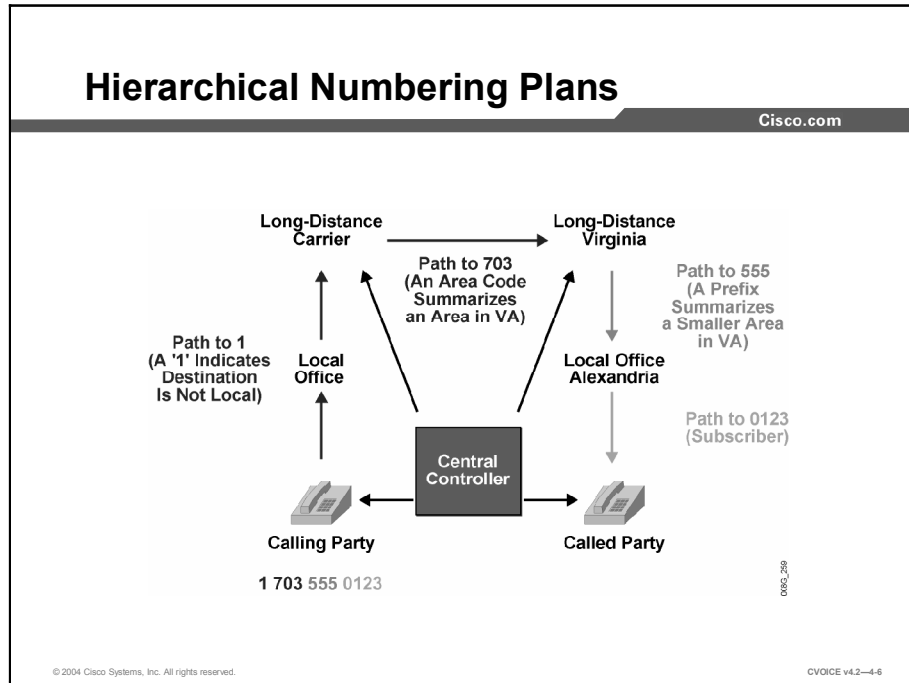 Hierarchical Numbering Plans
Cisco.com
Long-Distance
Carrier
Long-Distance
Virginia
Path to 703
(An Area Code
Summarizes
an Area in VA)
Path to 555
(A Prefix
Summarizes
a Smaller Area
in VA)
Path to 1
(A '1' Indicates
Destination
Is Not Local)
Local
Office
Local Office
Alexandria
Path to 0123
(Subscriber)
Central
Controller
Calling Party
Called Party
1 703 555 0123
© 2004 Cisco Systems, Inc. All rights reserved.
CVOICE v4.2—4-6